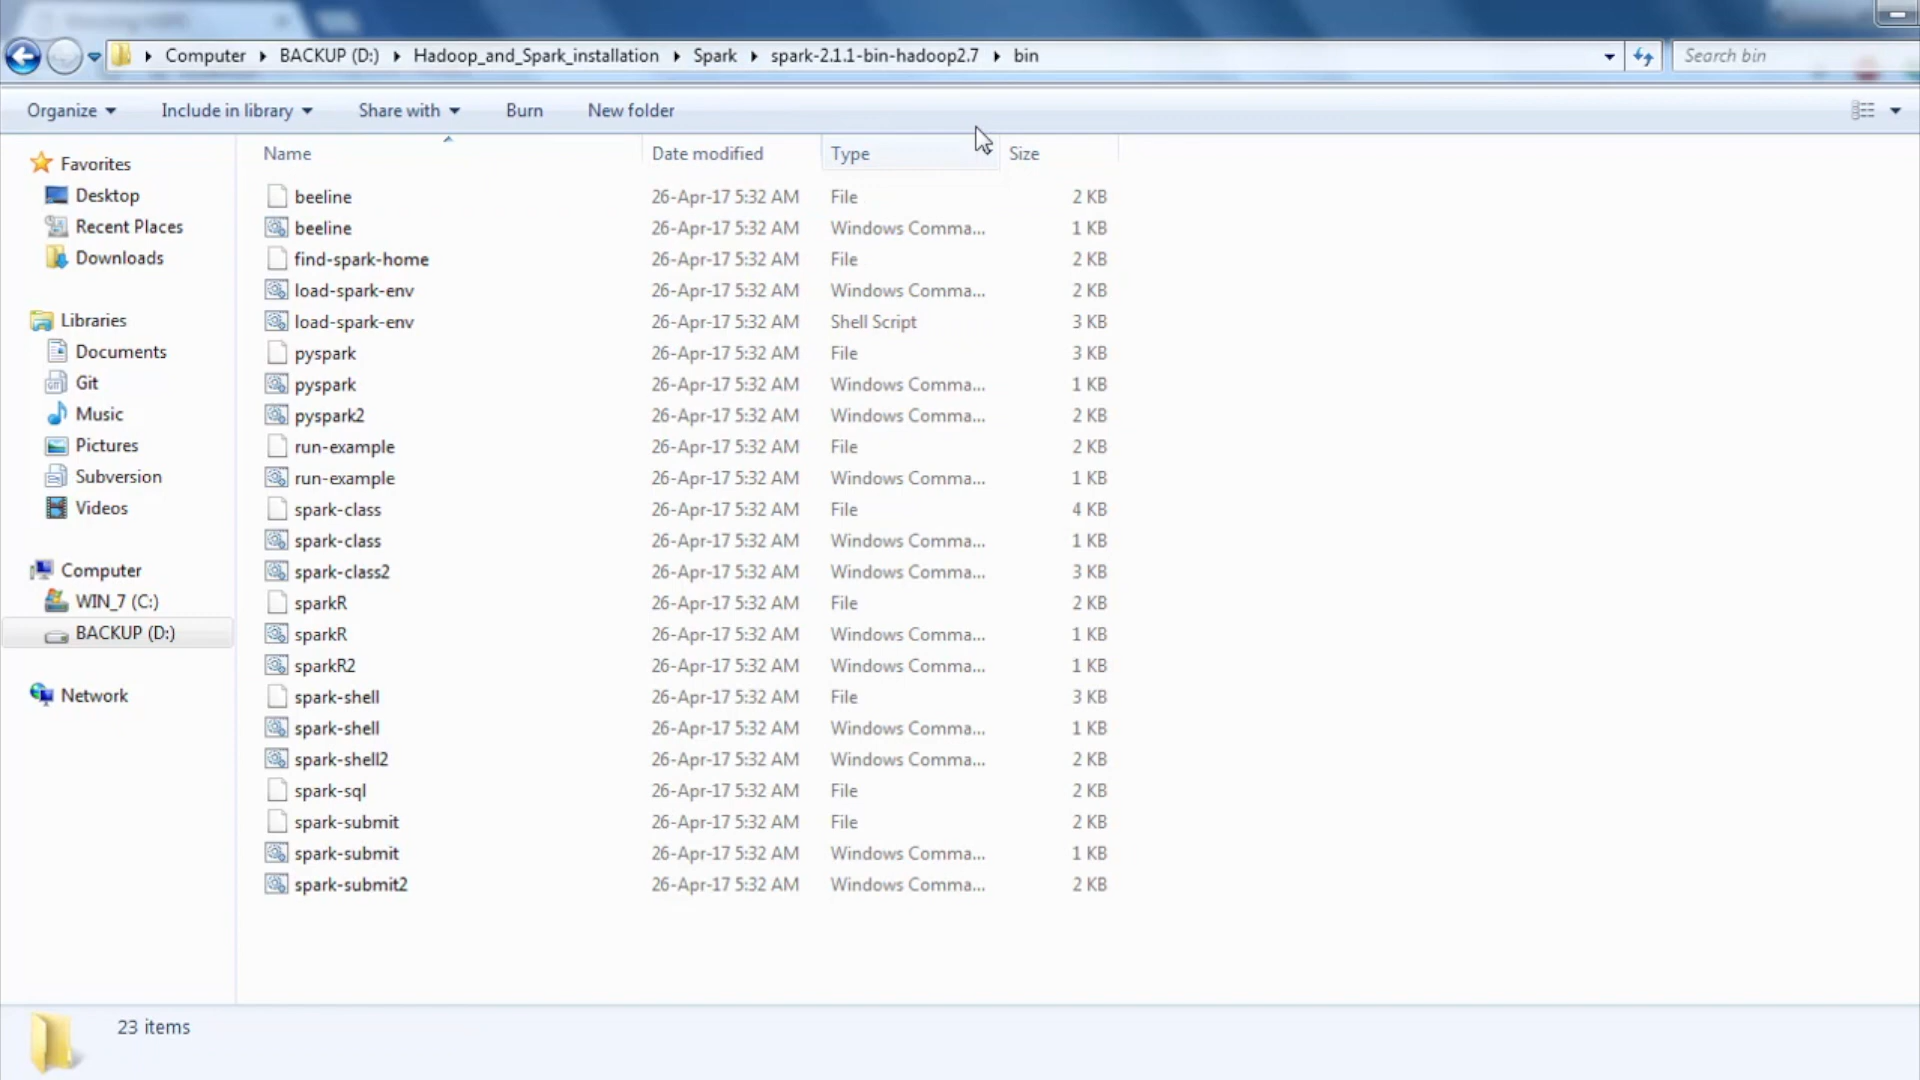 Computer BACKUP (D:) Hadoop_and_Spark_installation Spark spark-2.1.1-bin-hadoop2.7 bin Search bin
Organize Include in library Share with Burn New folder
Favorites
Desktop
Recent Places
Downloads
Libraries
Documents
Git
Music
Pictures
Subversion
Videos
Computer
WIN_7 (C:)
BACKUP (D:)
Network
Name Date modified Type Size
beeline 26-Apr-17 5:32 AM File 2 KB
beeline 26-Apr-17 5:32 AM Windows Comma... 1 KB
find-spark-home 26-Apr-17 5:32 AM File 2 KB
load-spark-env 26-Apr-17 5:32 AM Windows Comma... 2 KB
load-spark-env 26-Apr-17 5:32 AM Shell Script 3 KB
pyspark 26-Apr-17 5:32 AM File 3 KB
pyspark 26-Apr-17 5:32 AM Windows Comma... 1 KB
pyspark2 26-Apr-17 5:32 AM Windows Comma... 2 KB
run-example 26-Apr-17 5:32 AM File 2 KB
run-example 26-Apr-17 5:32 AM Windows Comma... 1 KB
spark-class 26-Apr-17 5:32 AM File 4 KB
spark-class 26-Apr-17 5:32 AM Windows Comma... 1 KB
spark-class2 26-Apr-17 5:32 AM Windows Comma... 3 KB
sparkR 26-Apr-17 5:32 AM File 2 KB
sparkR 26-Apr-17 5:32 AM Windows Comma... 1 KB
sparkR2 26-Apr-17 5:32 AM Windows Comma... 1 KB
spark-shell 26-Apr-17 5:32 AM File 3 KB
spark-shell 26-Apr-17 5:32 AM Windows Comma... 1 KB
spark-shell2 26-Apr-17 5:32 AM Windows Comma... 2 KB
spark-sql 26-Apr-17 5:32 AM File 2 KB
spark-submit 26-Apr-17 5:32 AM File 2 KB
spark-submit 26-Apr-17 5:32 AM Windows Comma... 1 KB
spark-submit2 26-Apr-17 5:32 AM Windows Comma... 2 KB
23 items